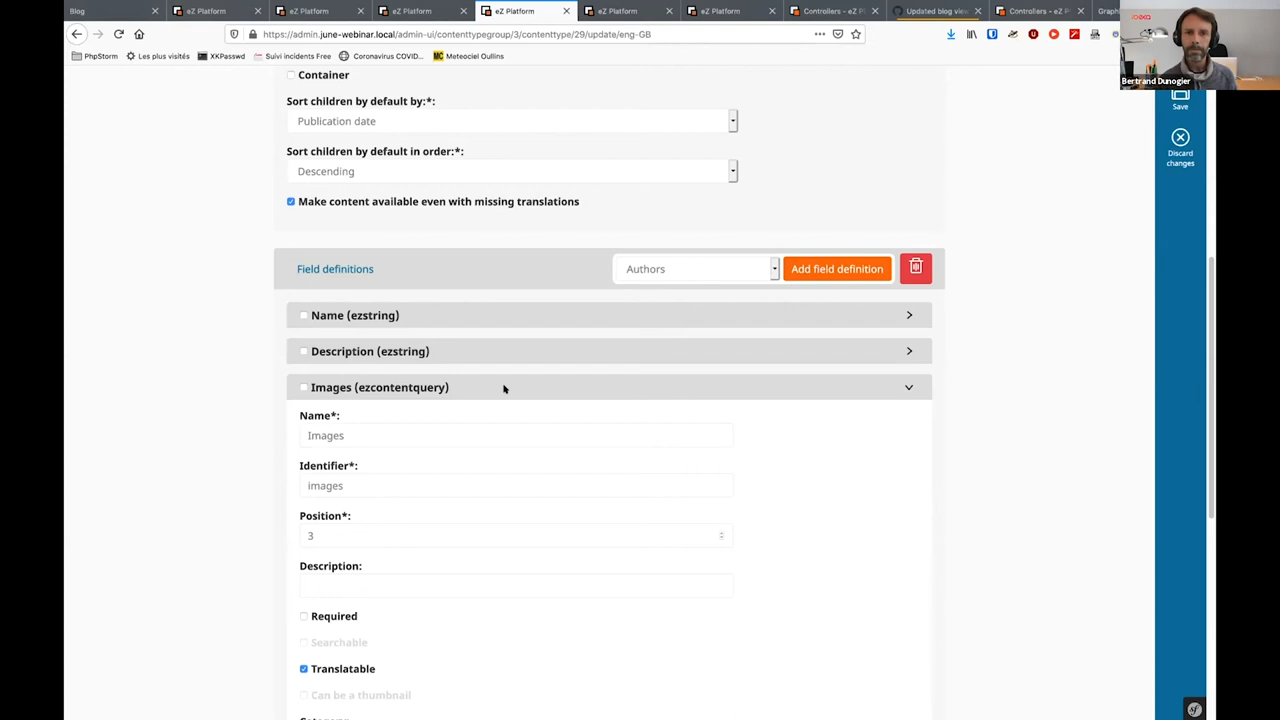 Blog
eZ Platform
eZ Platform
eZ Platform
eZ Platform
eZ Platform
eZ Platform
Controllers - eZ P
Updated blog view
Controllers - eZ P
Graph
https://admin.june-webinar.local/admin-ui/contenttypegroup/3/contenttype/29/update/eng-GB
PhpStorm
Les plus visités
XKPasswd
Suivi incidents Free
Coronavirus COVID...
Meteociel Oullins
Bertrand Dunogier
Save
Discard
changes
Container
Sort children by default by:*:
Publication date
Sort children by default in order:*:
Descending
Make content available even with missing translations
Field definitions
Authors
Add field definition
Name (ezstring)
Description (ezstring)
Images (ezcontentquery)
Name*:
Images
Identifier*:
images
Position*:
3
Description:
Required
Searchable
Translatable
Can be a thumbnail